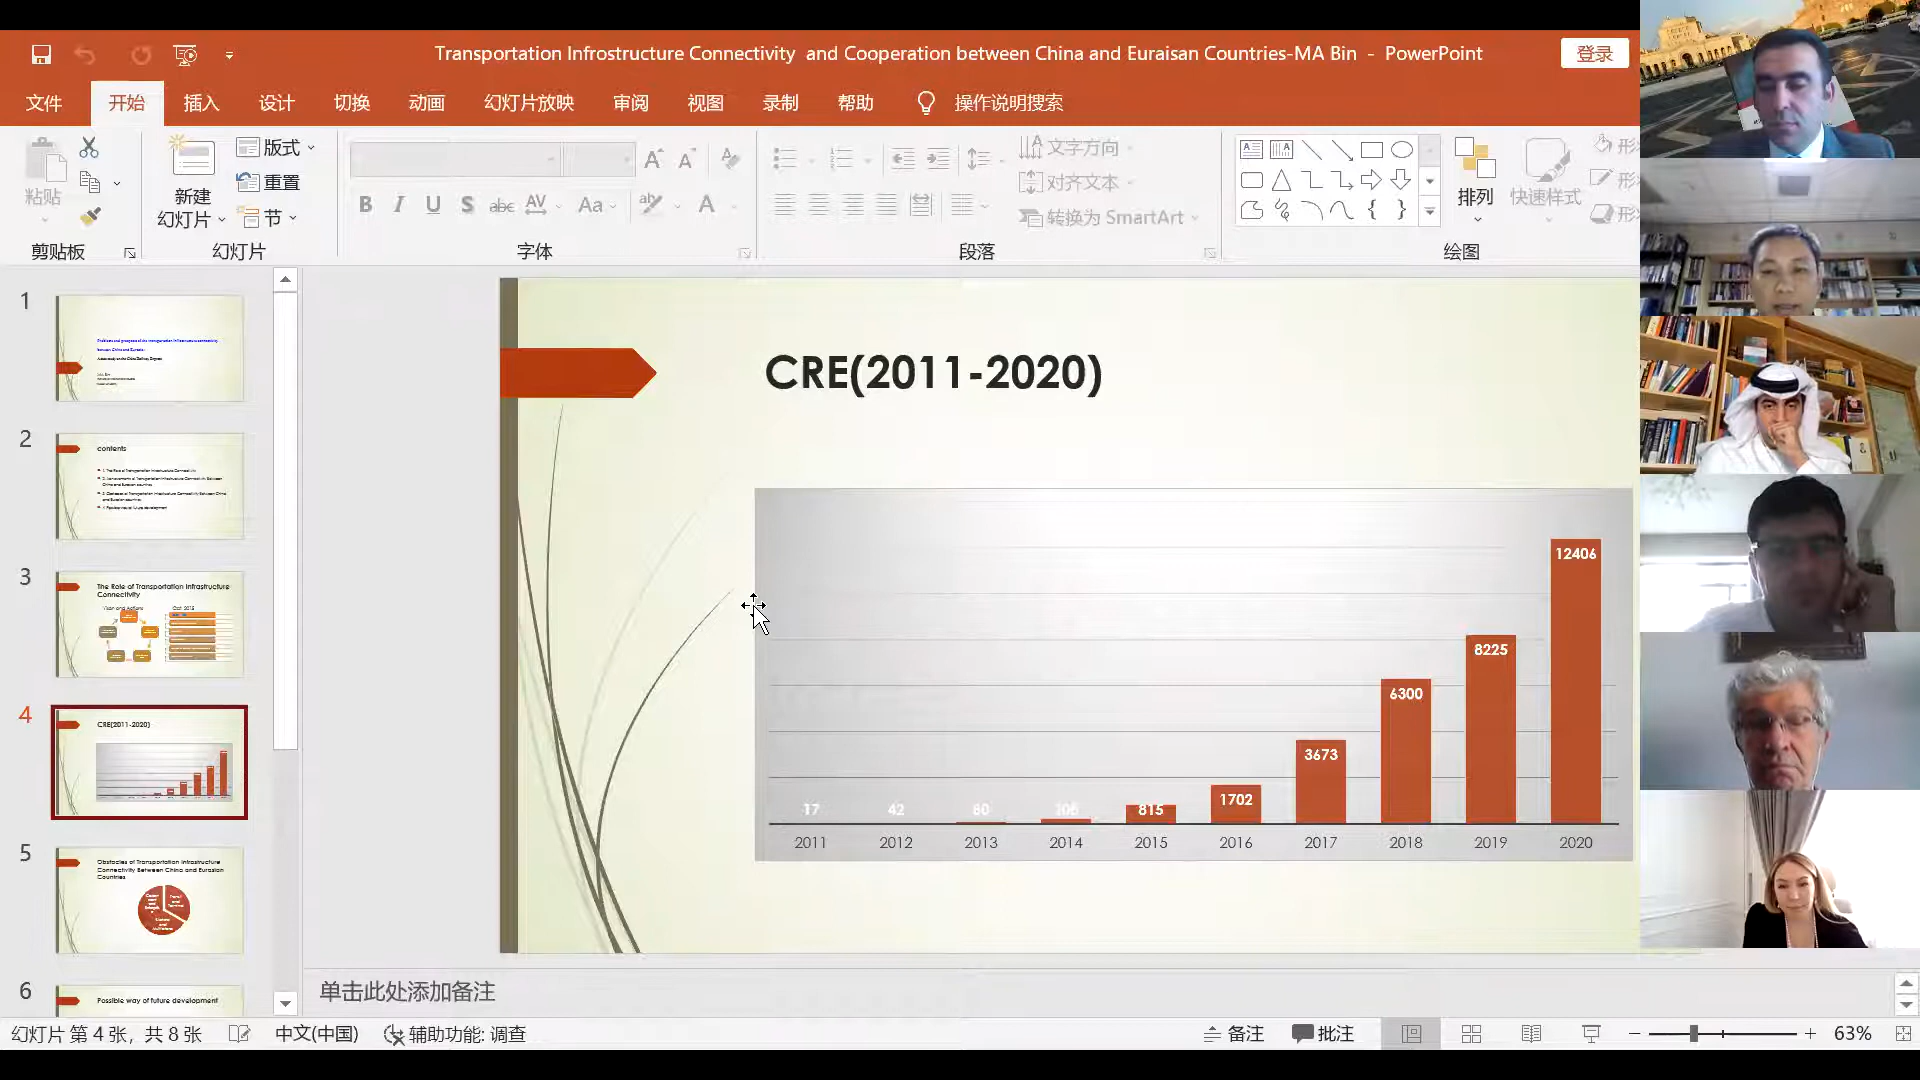 Transportation Infrostructure Connectivity and Cooperation between China and Euraisan Countries-MA Bin - PowerPoint
登录
文件 开始 插入 设计 切换 动画 幻灯片放映 审阅 视图 录制 帮助 操作说明搜索
粘贴
剪贴板
新建
幻灯片
版式
重置
节
幻灯片
B I U S abc AV Aa A
字体
文字方向
对齐文本
转换为 SmartArt
段落
排列
快速样式
绘图
1
2
contents
3
The Role of Transportation Infrastructure
Connectivity
4
CRE(2011-2020)
5
Obstacles of Transportation Infrastructure
Connectivity Between China and Eurasian
Countries
6
Possible way of future development
CRE(2011-2020)
17 42 80 815 1702 3673 6300 8225 12406
2011 2012 2013 2014 2015 2016 2017 2018 2019 2020
单击此处添加备注
幻灯片 第 4 张，共 8 张 中文(中国) 辅助功能: 调查 备注 批注 63%